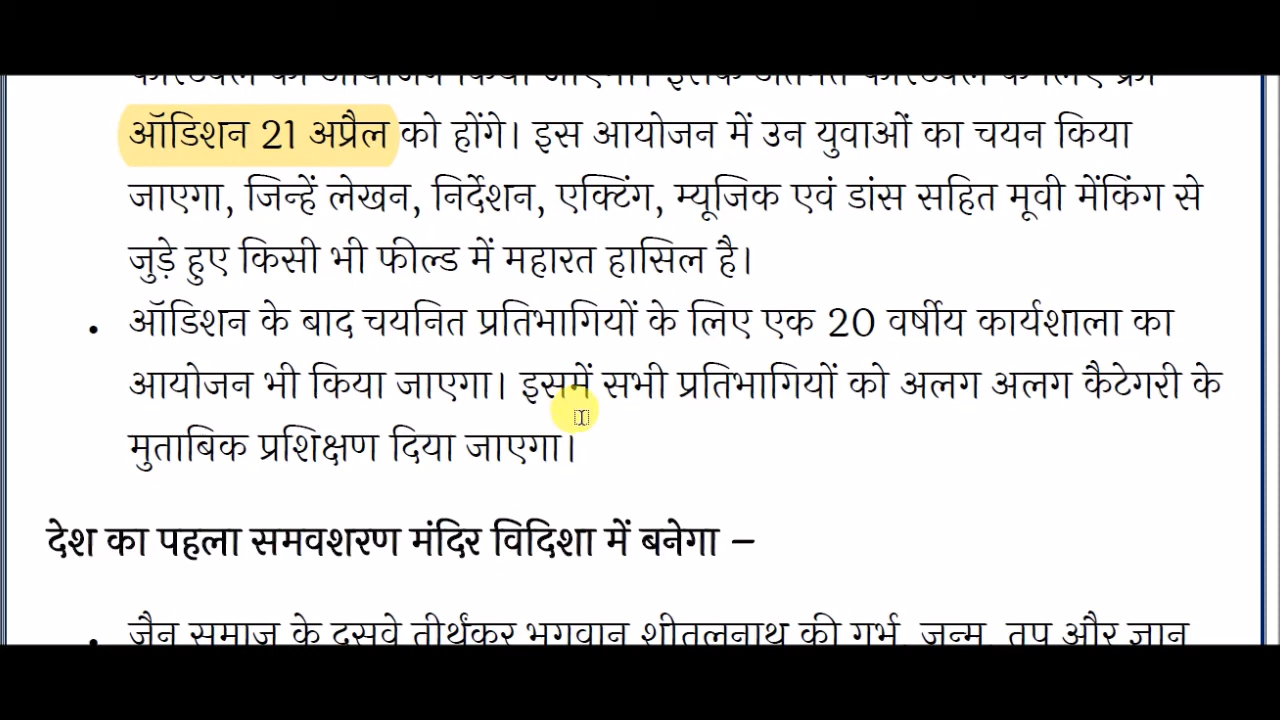 ऑडिशन 21 अप्रैल को होंगे। इस आयोजन में उन युवाओं का चयन किया
जाएगा, जिन्हें लेखन, निर्देशन, एक्टिंग, म्यूजिक एवं डांस सहित मूवी मेंकिंग से
जुड़े हुए किसी भी फील्ड में महारत हासिल है।
• ऑडिशन के बाद चयनित प्रतिभागियों के लिए एक 20 वर्षीय कार्यशाला का
आयोजन भी किया जाएगा। इसमें सभी प्रतिभागियों को अलग अलग कैटेगरी के
मुताबिक प्रशिक्षण दिया जाएगा।
देश का पहला समवशरण मंदिर विदिशा में बनेगा –
• जैन समाज के दसवे तीर्थंकर भगवान शीतलनाथ की गर्भ, जन्म, तप और ज्ञान